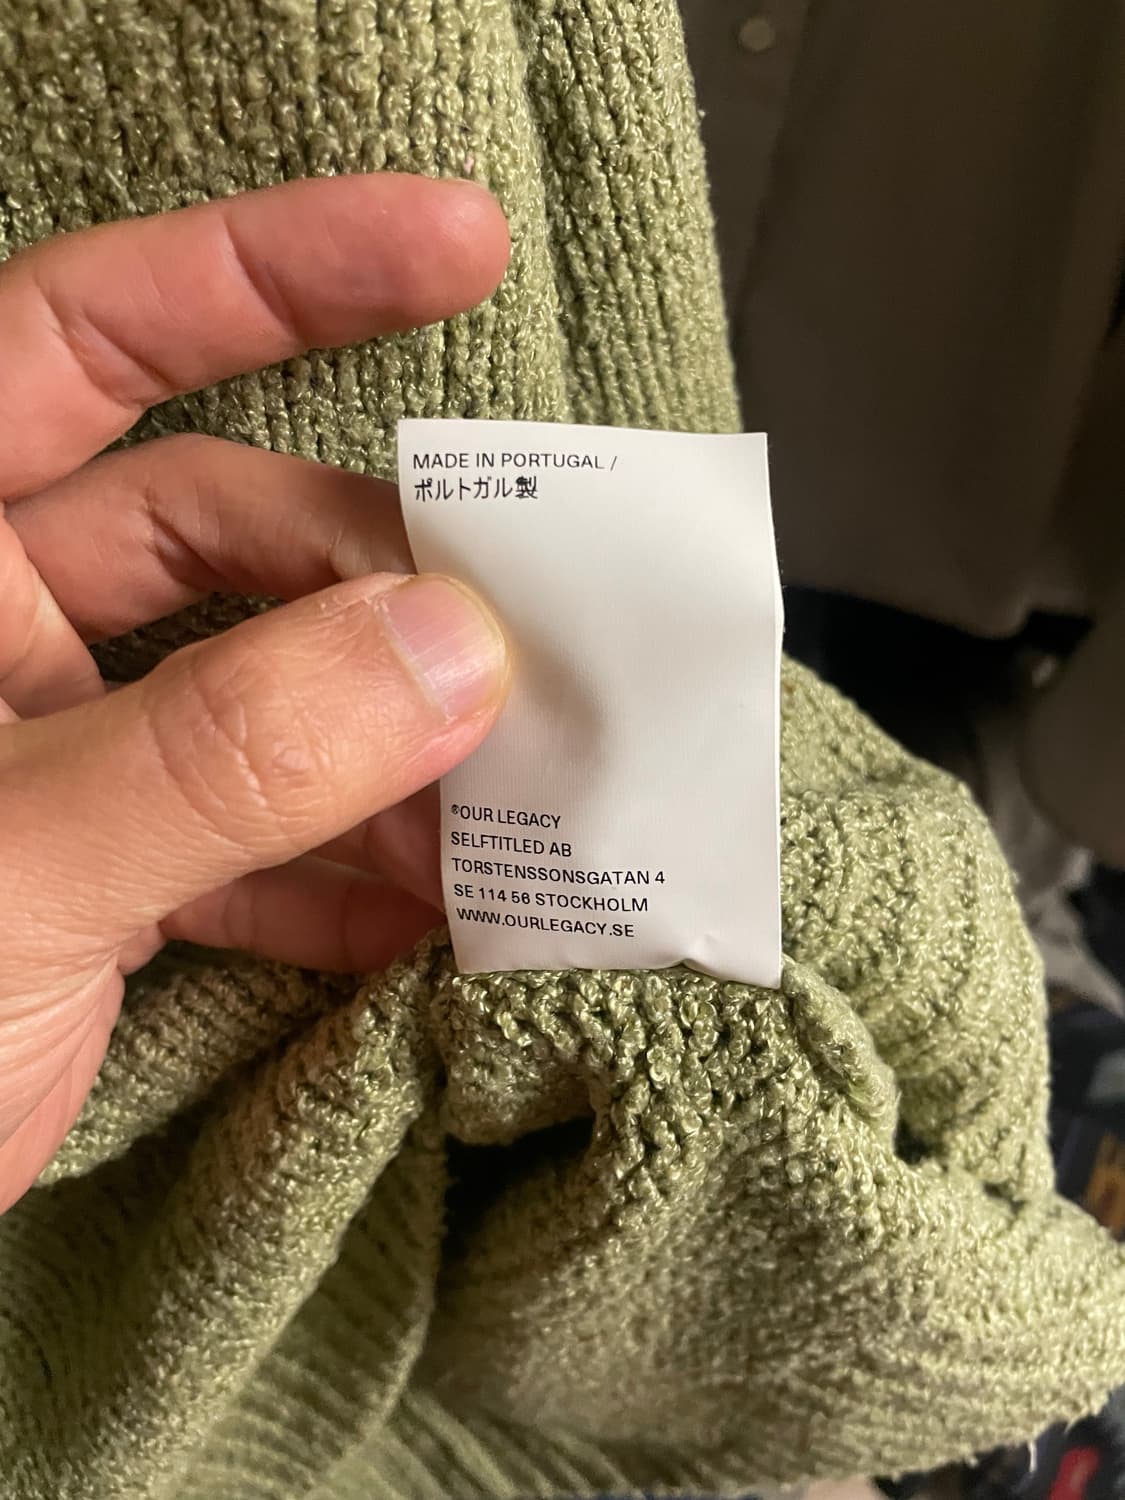 MADE IN PORTUGAL /
ポルトガル製
®OUR LEGACY
SELFTITLED AB
TORSTENSSONSGATAN 4
SE 114 56 STOCKHOLM
WWW.OURLEGACY.SE